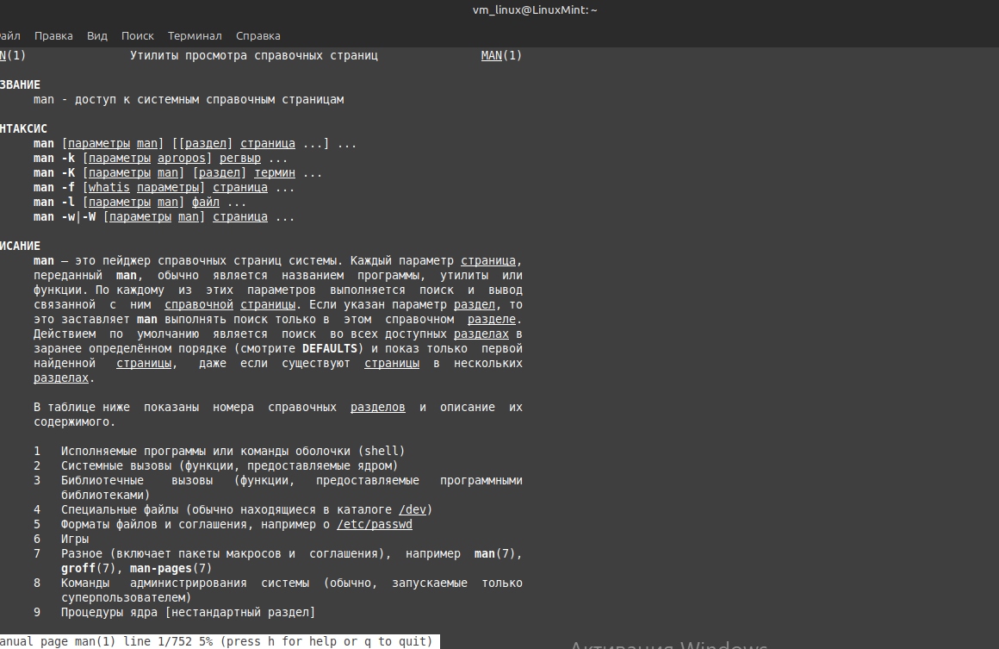 vm_linux@LinuxMint: ~
айл Правка Вид Поиск Терминал Справка
N(1) Утилиты просмотра справочных страниц MAN(1)
ЗВАНИЕ
man - доступ к системным справочным страницам
НТАКСИС
man [параметры man] [[раздел] страница ...] ...
man -k [параметры apropos] регвыр ...
man -K [параметры man] [раздел] термин ...
man -f [whatis параметры] страница ...
man -l [параметры man] файл ...
man -w|-W [параметры man] страница ...
ИСАНИЕ
man — это пейджер справочных страниц системы. Каждый параметр страница,
переданный man, обычно является названием программы, утилиты или
функции. По каждому из этих параметров выполняется поиск и вывод
связанной с ним справочной страницы. Если указан параметр раздел, то
это заставляет man выполнять поиск только в этом справочном разделе.
Действием по умолчанию является поиск во всех доступных разделах в
заранее определённом порядке (смотрите DEFAULTS) и показ только первой
найденной страницы, даже если существуют страницы в нескольких
разделах.
В таблице ниже показаны номера справочных разделов и описание их
содержимого.
1 Исполняемые программы или команды оболочки (shell)
2 Системные вызовы (функции, предоставляемые ядром)
3 Библиотечные вызовы (функции, предоставляемые программными
библиотеками)
4 Специальные файлы (обычно находящиеся в каталоге /dev)
5 Форматы файлов и соглашения, например о /etc/passwd
6 Игры
7 Разное (включает пакеты макросов и соглашения), например man(7),
groff(7), man-pages(7)
8 Команды администрирования системы (обычно, запускаемые только
суперпользователем)
9 Процедуры ядра [нестандартный раздел]
anual page man(1) line 1/752 5% (press h for help or q to quit)
Активация Windows